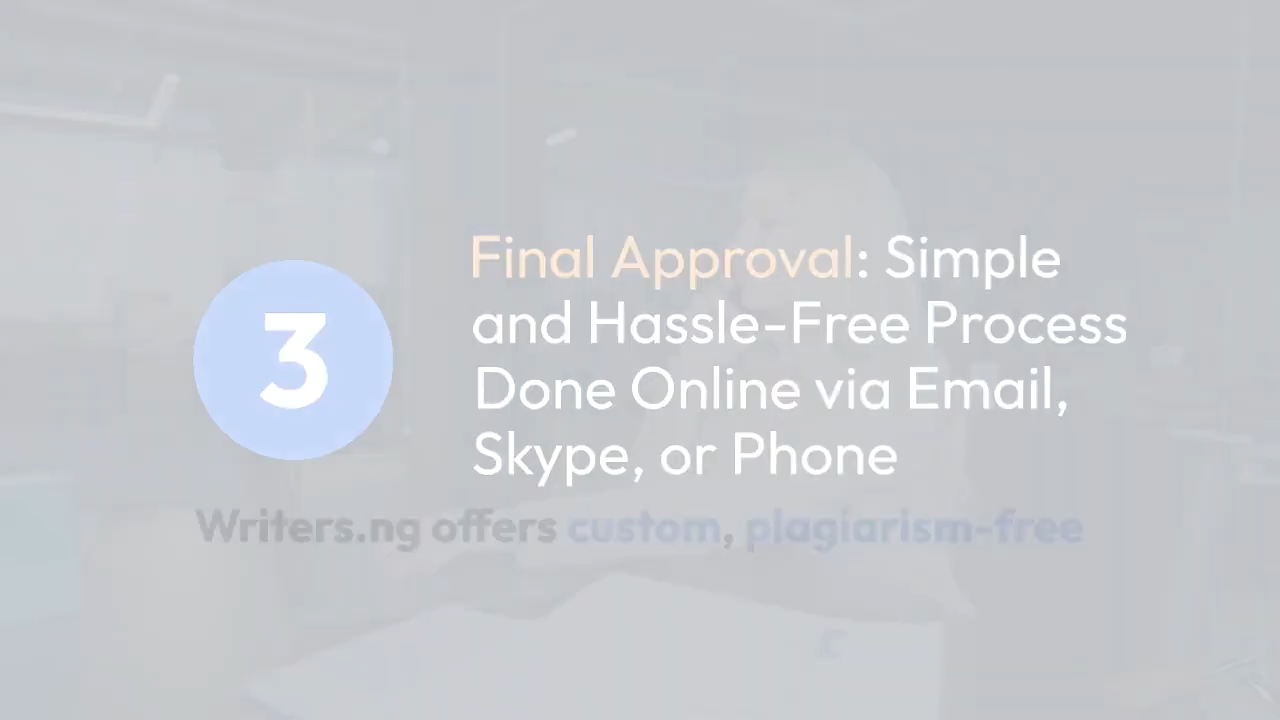 3
Final Approval: Simple
and Hassle-Free Process
Done Online via Email,
Skype, or Phone
Writers.ng offers custom, plagiarism-free